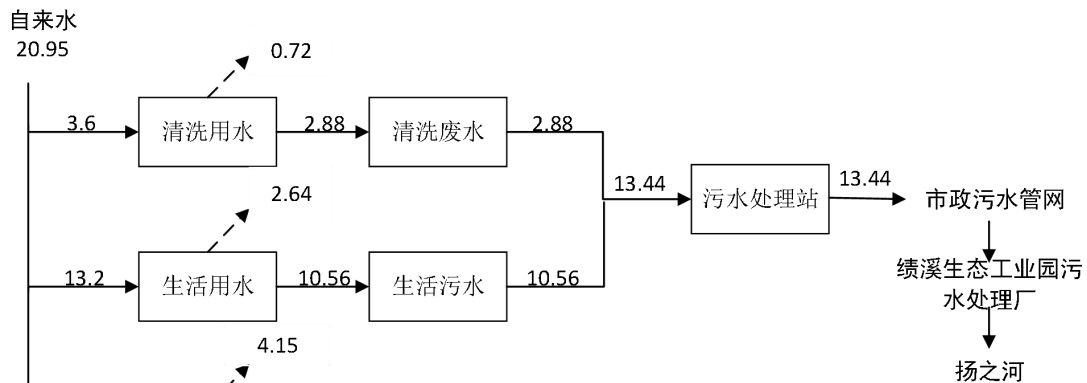 自来水
20.95
0.72
3.6
清洗用水
2.88
清洗废水
2.88
2.64
13.44
污水处理站
13.44
市政污水管网
13.2
生活用水
10.56
生活污水
10.56
绩溪生态工业园污
水处理厂
4.15
扬之河